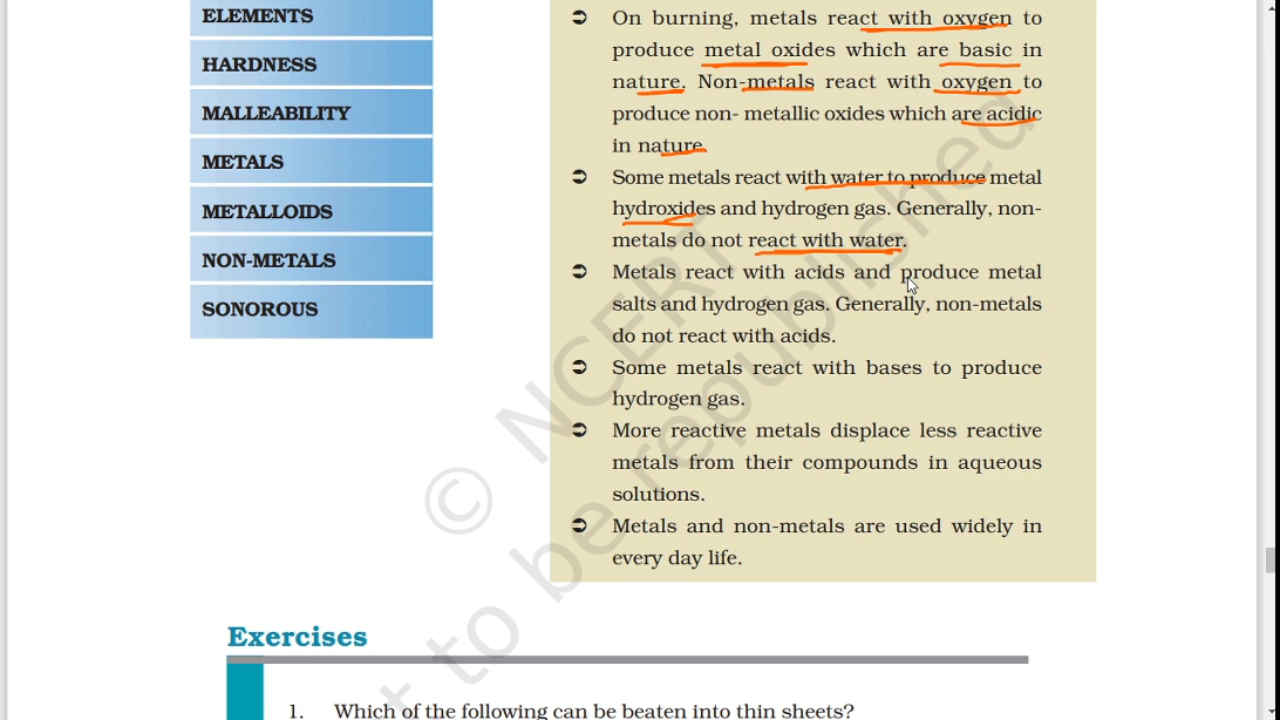 ELEMENTS
HARDNESS
MALLEABILITY
METALS
METALLOIDS
NON-METALS
SONOROUS
➲ On burning, metals react with oxygen to
produce metal oxides which are basic in
nature. Non-metals react with oxygen to
produce non- metallic oxides which are acidic
in nature.
➲ Some metals react with water to produce metal
hydroxides and hydrogen gas. Generally, non-
metals do not react with water.
➲ Metals react with acids and produce metal
salts and hydrogen gas. Generally, non-metals
do not react with acids.
➲ Some metals react with bases to produce
hydrogen gas.
➲ More reactive metals displace less reactive
metals from their compounds in aqueous
solutions.
➲ Metals and non-metals are used widely in
every day life.
© NCERT
not to be republished
Exercises
1. Which of the following can be beaten into thin sheets?